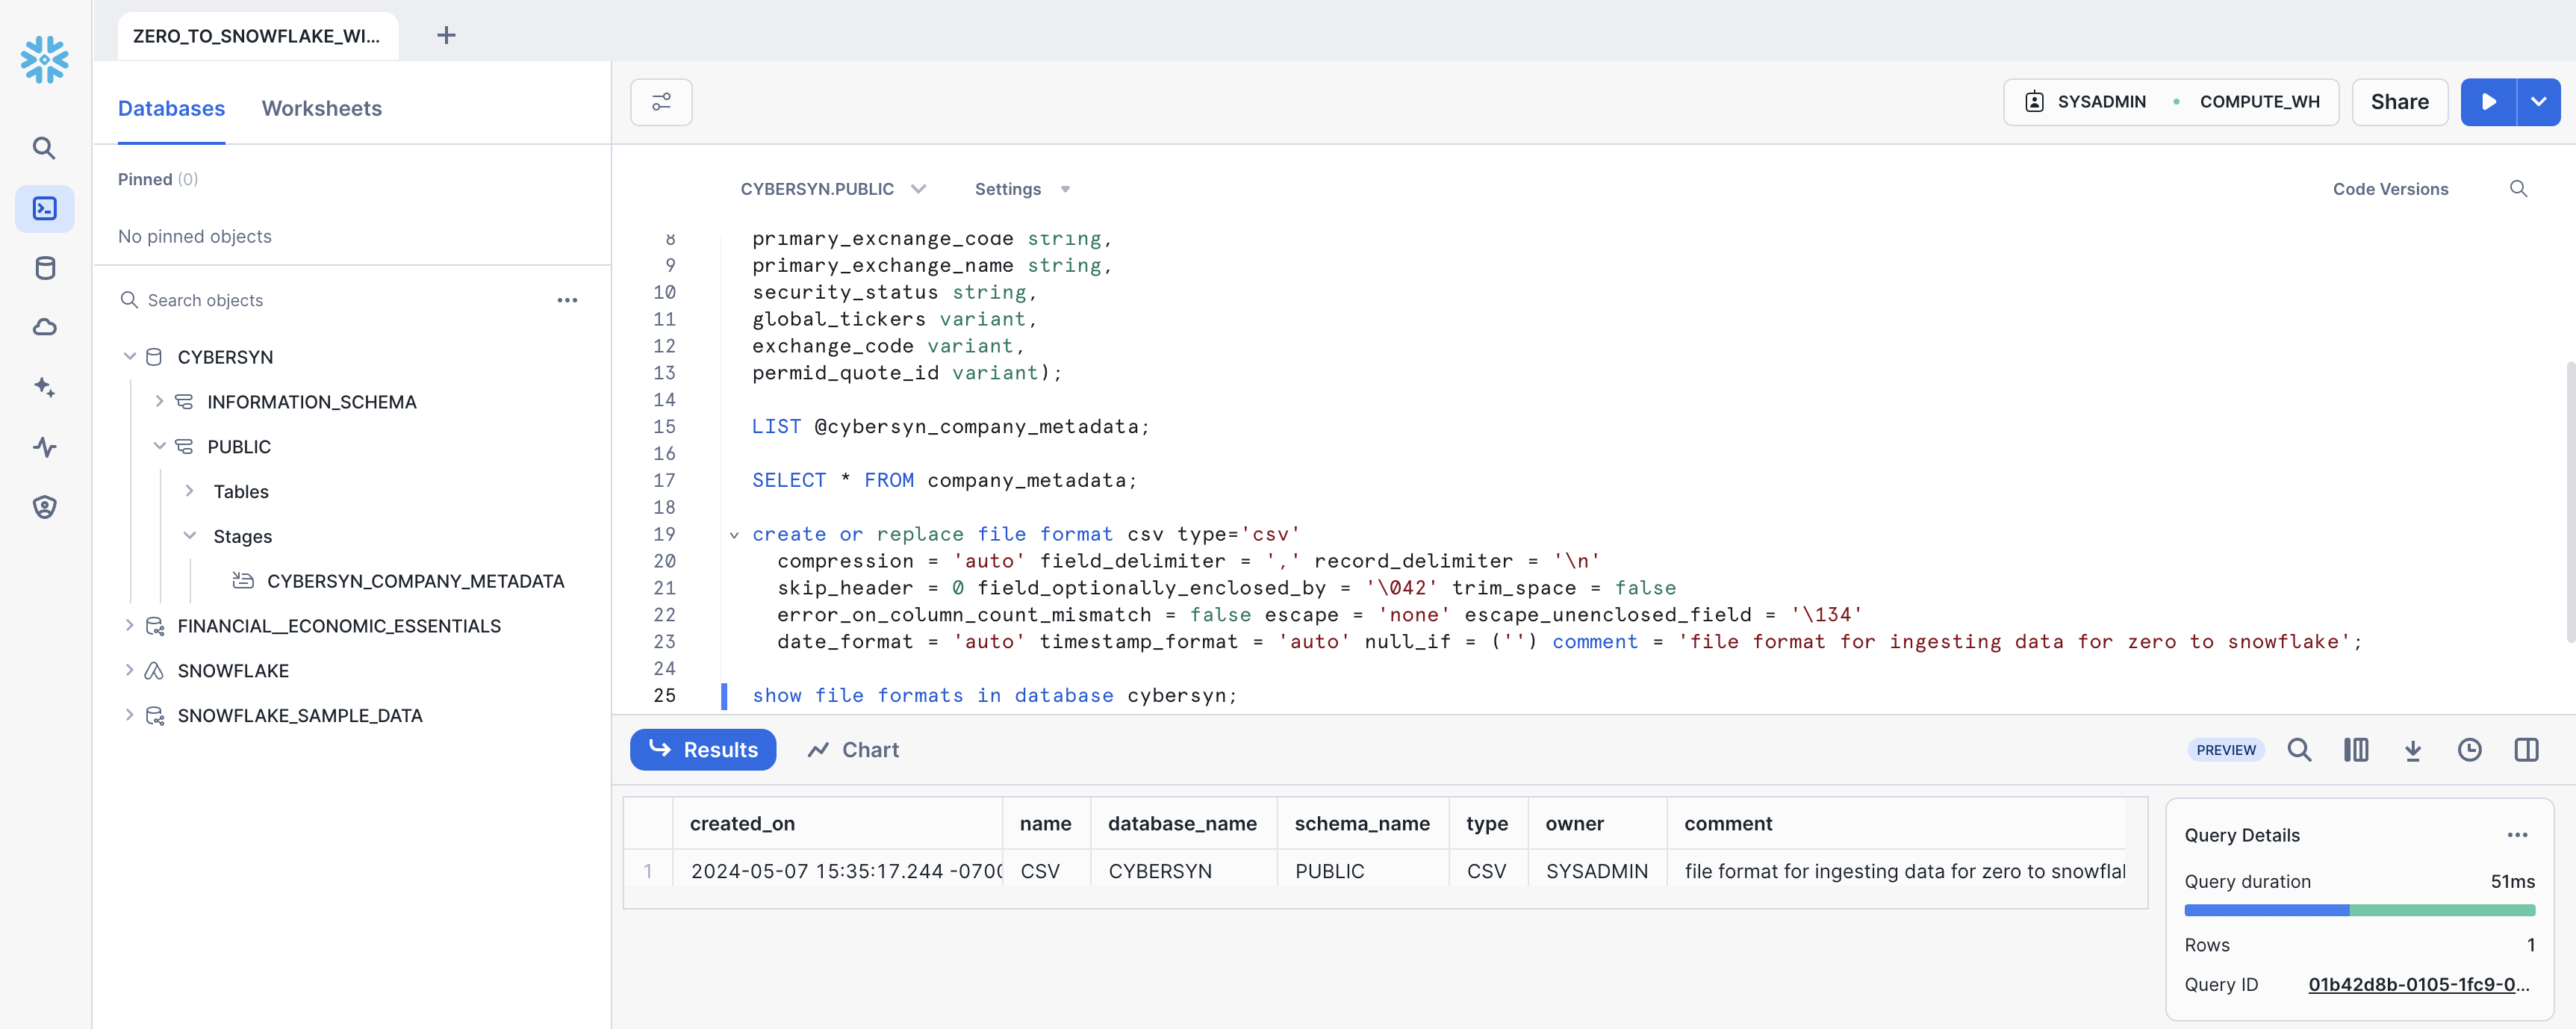 ZERO_TO_SNOWFLAKE_WI...
Databases
Worksheets
Pinned (0)
No pinned objects
Search objects
CYBERSYN
INFORMATION_SCHEMA
PUBLIC
Tables
Stages
CYBERSYN_COMPANY_METADATA
FINANCIAL__ECONOMIC_ESSENTIALS
SNOWFLAKE
SNOWFLAKE_SAMPLE_DATA
SYSADMIN
COMPUTE_WH
Share
CYBERSYN.PUBLIC
Settings
Code Versions
8 primary_exchange_code string,
9 primary_exchange_name string,
10 security_status string,
11 global_tickers variant,
12 exchange_code variant,
13 permid_quote_id variant);
14
15 LIST @cybersyn_company_metadata;
16
17 SELECT * FROM company_metadata;
18
19 create or replace file format csv type='csv'
20 compression = 'auto' field_delimiter = ',' record_delimiter = '\n'
21 skip_header = 0 field_optionally_enclosed_by = '\042' trim_space = false
22 error_on_column_count_mismatch = false escape = 'none' escape_unenclosed_field = '\134'
23 date_format = 'auto' timestamp_format = 'auto' null_if = ('') comment = 'file format for ingesting data for zero to snowflake';
24
25 show file formats in database cybersyn;
Results
Chart
PREVIEW
created_on name database_name schema_name type owner comment
1 2024-05-07 15:35:17.244 -0700 CSV CYBERSYN PUBLIC CSV SYSADMIN file format for ingesting data for zero to snowfla
Query Details
Query duration 51ms
Rows 1
Query ID 01b42d8b-0105-1fc9-0...